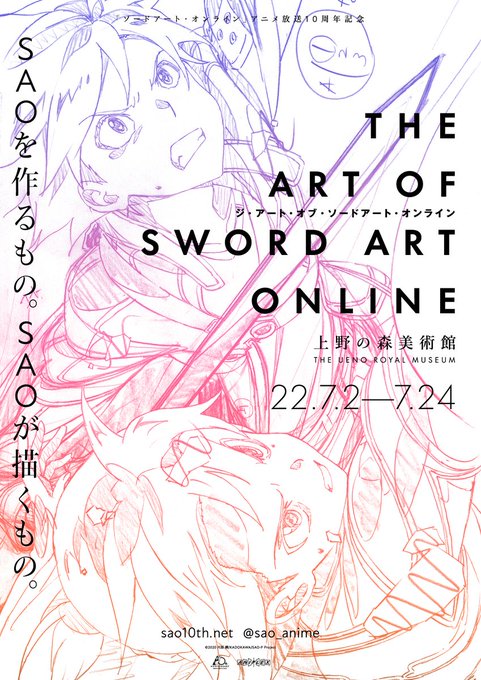 ソードアート・オンライン アニメ放送10周年記念
SAOを作るもの。SAOが描くもの。
THE
ART OF
ジ・アート・オブ・ソードアート・オンライン
SWORD ART
ONLINE
上野の森美術館
THE UENO ROYAL MUSEUM
22.7.2—7.24
sao10th.net @sao_anime